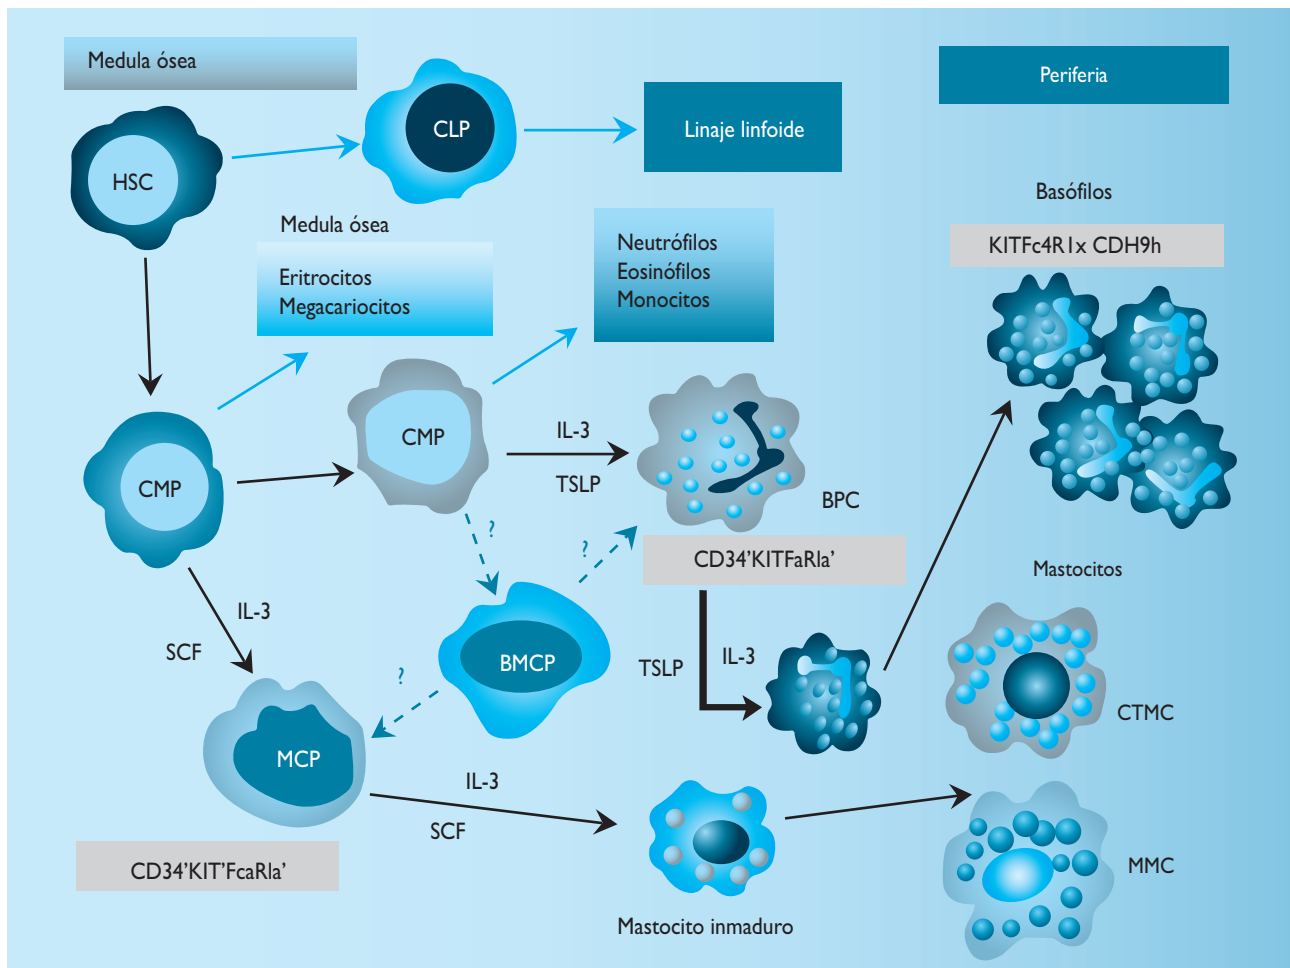 Medula ósea
Periferia
CLP
Linaje linfoide
HSC
Basófilos
Medula ósea
Eritrocitos
Megacariocitos
Neutrófilos
Eosinófilos
Monocitos
KITFc4R1x CDH9h
CMP
IL-3
TSLP
CMP
BPC
?
?
CD34’KITFaRIa’
Mastocitos
IL-3
SCF
BMCP
TSLP
IL-3
?
CTMC
MCP
IL-3
SCF
MMC
CD34’KIT’FcaRIa’
Mastocito inmaduro